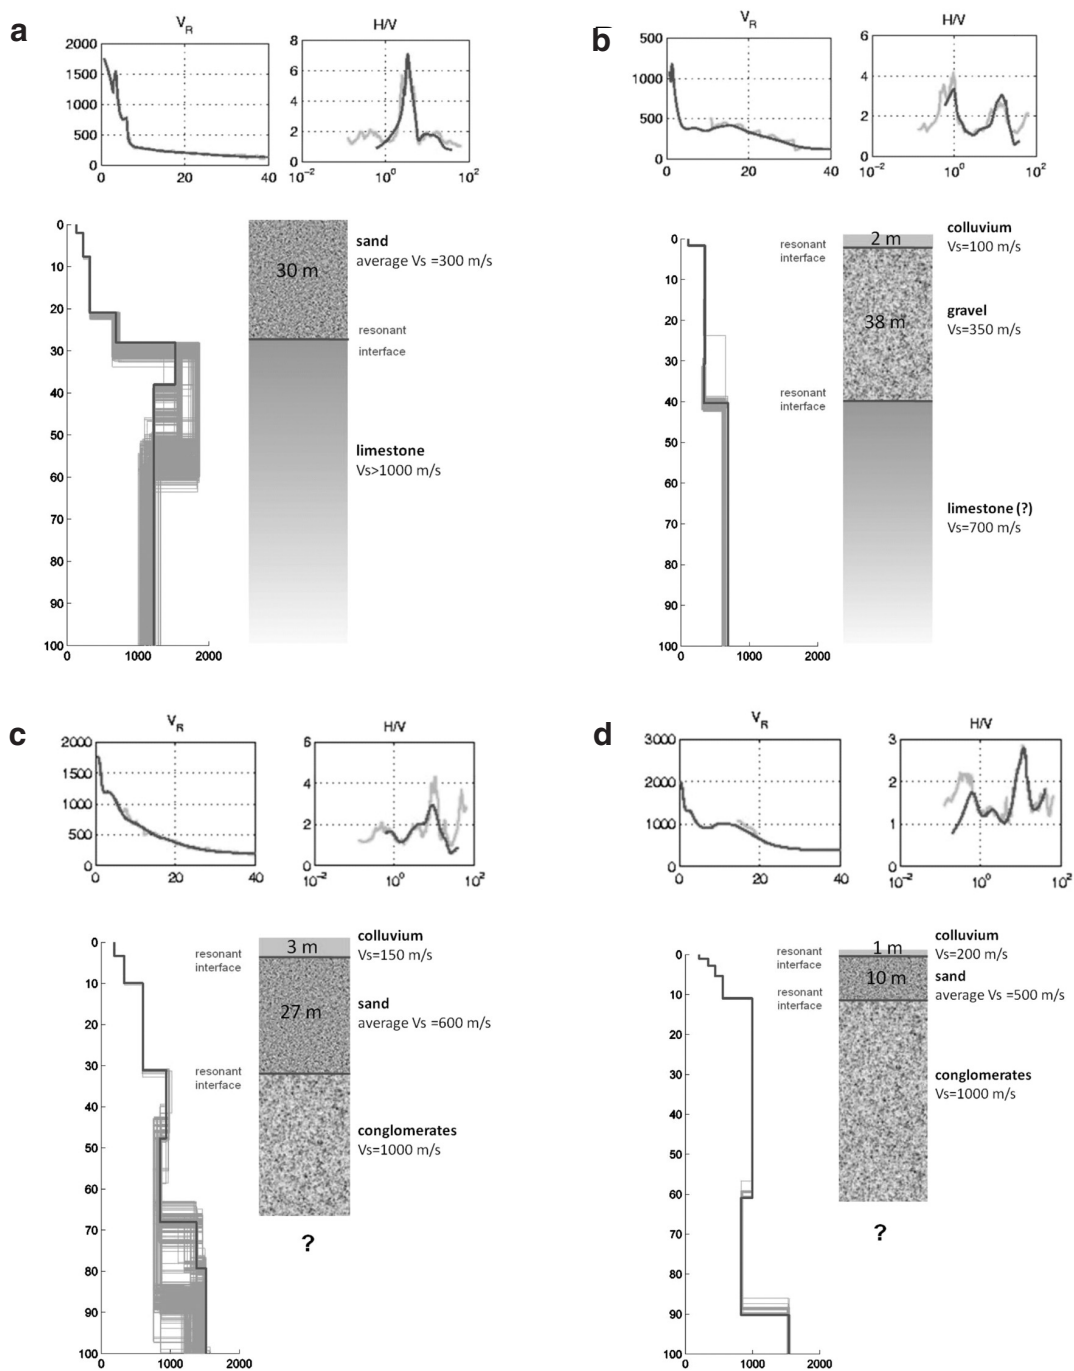 a
V_R
H/V
2000
1500
1000
500
0
0
20
40
8
6
4
2
0
10^-2
10^0
10^2
0
10
20
30
40
50
60
70
80
90
100
0
1000
2000
30 m
sand
average Vs =300 m/s
resonant
interface
limestone
Vs>1000 m/s
b
V_R
H/V
500
1000
500
0
0
20
40
6
4
2
0
10^-2
10^0
10^2
0
10
20
30
40
50
60
70
80
90
100
0
1000
2000
resonant
interface
resonant
interface
2 m
38 m
colluvium
Vs=100 m/s
gravel
Vs=350 m/s
limestone (?)
Vs=700 m/s
c
V_R
H/V
2000
1500
1000
500
0
0
20
40
6
4
2
0
10^-2
10^0
10^2
0
10
20
30
40
50
60
70
80
90
100
0
1000
2000
resonant
interface
resonant
interface
3 m
27 m
colluvium
Vs=150 m/s
sand
average Vs =600 m/s
conglomerates
Vs=1000 m/s
?
d
V_R
H/V
3000
2000
1000
0
0
20
40
3
2
1
0
10^-2
10^0
10^2
0
10
20
30
40
50
60
70
80
90
100
0
1000
2000
resonant
interface
resonant
interface
1 m
10 m
colluvium
Vs=200 m/s
sand
average Vs =500 m/s
conglomerates
Vs=1000 m/s
?